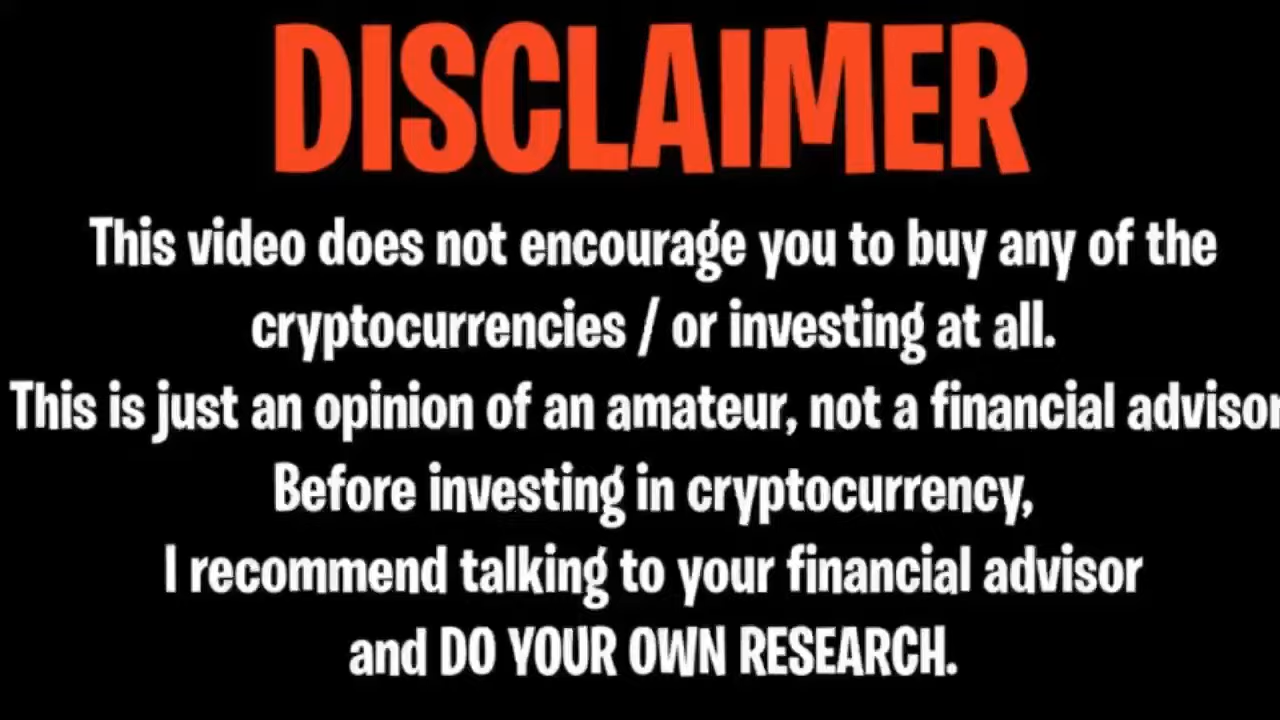 DISCLAIMER
This video does not encourage you to buy any of the
cryptocurrencies / or investing at all.
This is just an opinion of an amateur, not a financial advisor
Before investing in cryptocurrency,
I recommend talking to your financial advisor
and DO YOUR OWN RESEARCH.